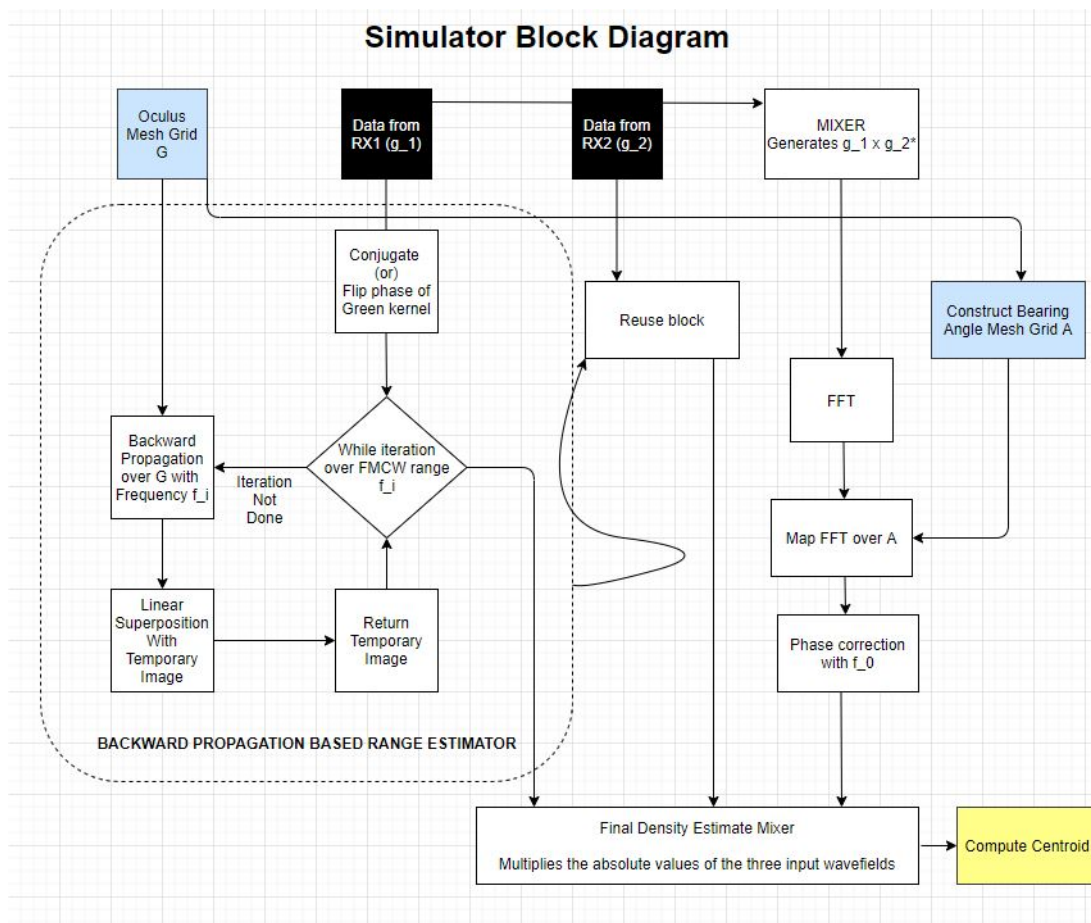 Simulator Block Diagram
Oculus
Mesh Grid
G
Data from
RX1 (g_1)
Data from
RX2 (g_2)
MIXER
Generates g_1 x g_2*
Conjugate
(or)
Flip phase of
Green kernel
Reuse block
Construct Bearing
Angle Mesh Grid A
FFT
Backward
Propagation
over G with
Frequency f_i
Iteration
Not
Done
While iteration
over FMCW range
f_i
Map FFT over A
Linear
Superposition
With
Temporary
Image
Return
Temporary
Image
Phase correction
with f_0
BACKWARD PROPAGATION BASED RANGE ESTIMATOR
Final Density Estimate Mixer
Multiplies the absolute values of the three input wavefields
Compute Centroid